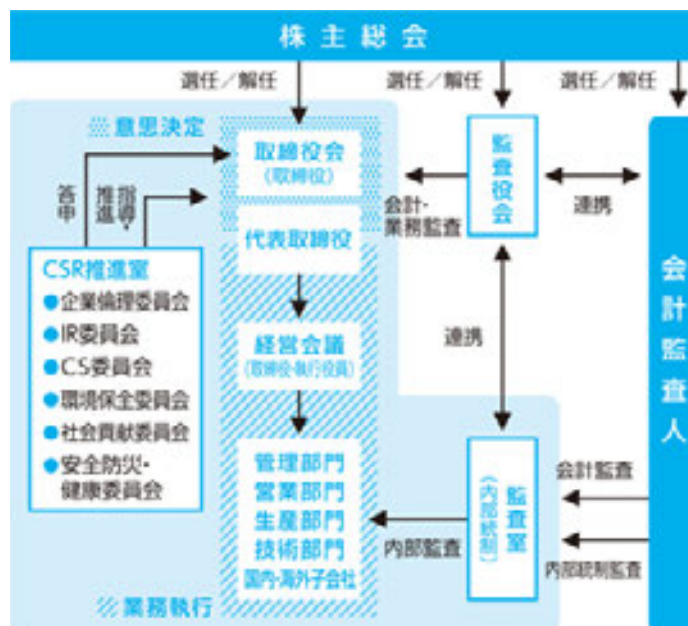 株主総会
選任/解任
選任/解任
選任/解任
意思決定
取締役会
(取締役)
監査役会
会計・
業務監査
連携
答申
指導・
推進
代表取締役
会計監査人
CSR推進室
●企業倫理委員会
●IR委員会
●CS委員会
●環境保全委員会
●社会貢献委員会
●安全防災・
健康委員会
経営会議
(取締役・執行役員)
連携
管理部門
営業部門
生産部門
技術部門
国内・海外子会社
監査室
(内部統制)
内部監査
会計監査
内部統制監査
業務執行